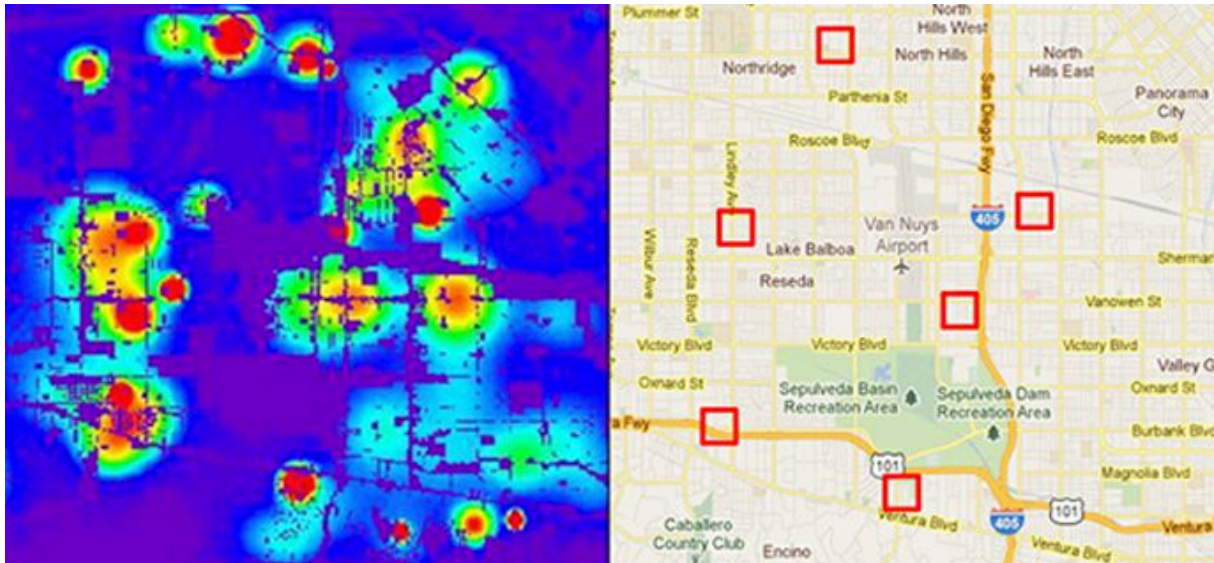 Plummer St
North
Hills West
North Hills
North
Hills East
Northridge
Panorama
City
Parthenia St
San Diego Fwy
Roscoe Blvd
Roscoe Blvd
Lindley Ave
405
Van Nuys
Airport
Lake Balboa
Wilbur Ave
Reseda Blvd
Sherman
Reseda
Vanowen St
Victory Blvd
Victory Blvd
Victory Blvd
Valley G
Oxnard St
Oxnard St
Sepulveda Basin
Recreation Area
Sepulveda Dam
Recreation Area
ra Fwy
Burbank Blvd
101
Magnolia Blvd
Ventura Blvd
405
101
Ventura
Caballero
Country Club
Encino
Ventura Blvd